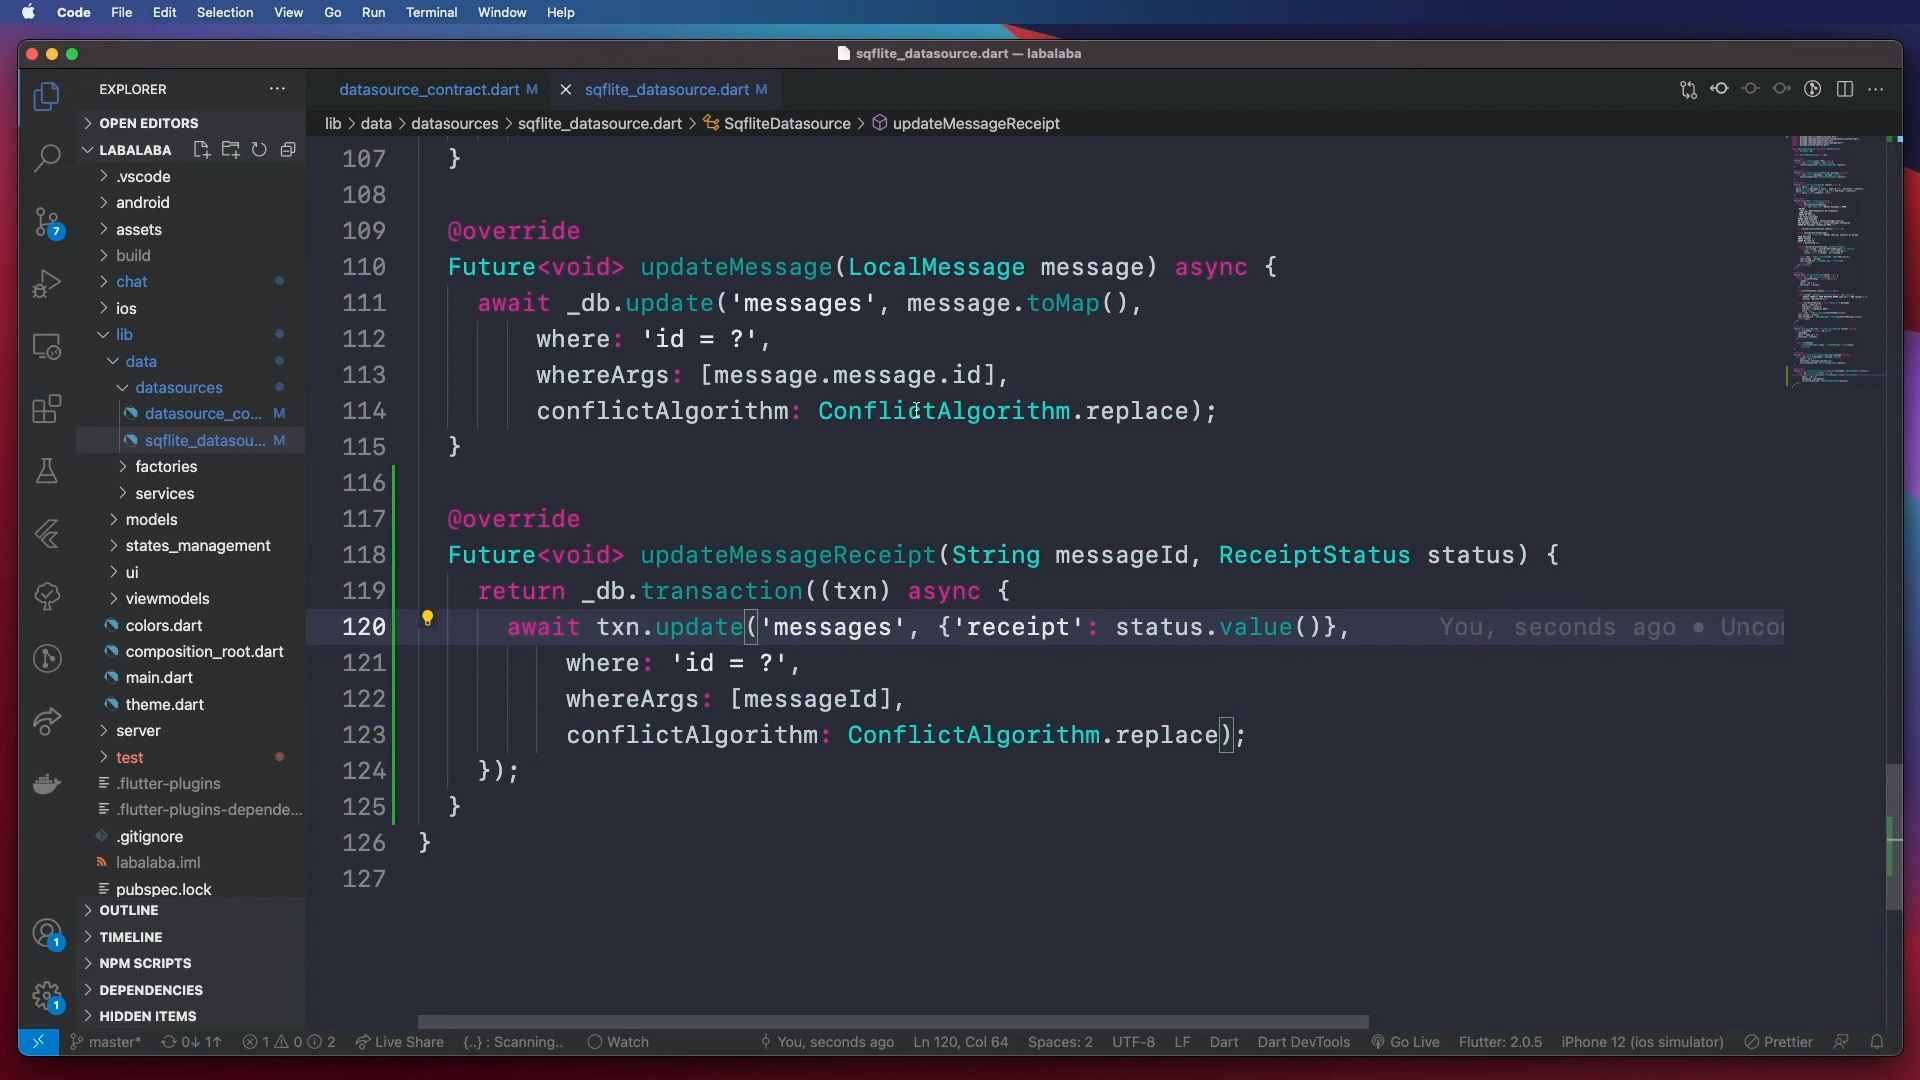 Code File Edit Selection View Go Run Terminal Window Help
sqflite_datasource.dart — labalaba
EXPLORER
datasource_contract.dart M
sqflite_datasource.dart M
OPEN EDITORS
lib > data > datasources > sqflite_datasource.dart > SqfliteDatasource > updateMessageReceipt
LABALABA
.vscode
android
assets
build
chat
ios
lib
data
datasources
datasource_co... M
sqflite_datasou... M
factories
services
models
states_management
ui
viewmodels
colors.dart
composition_root.dart
main.dart
theme.dart
server
test
.flutter-plugins
.flutter-plugins-depende...
.gitignore
labalaba.iml
pubspec.lock
OUTLINE
TIMELINE
NPM SCRIPTS
DEPENDENCIES
HIDDEN ITEMS
7
1
1
107 }
108
109 @override
110 Future<void> updateMessage(LocalMessage message) async {
111 await _db.update('messages', message.toMap(),
112 where: 'id = ?',
113 whereArgs: [message.message.id],
114 conflictAlgorithm: ConflictAlgorithm.replace);
115 }
116
117 @override
118 Future<void> updateMessageReceipt(String messageId, ReceiptStatus status) {
119 return _db.transaction((txn) async {
120 await txn.update('messages', {'receipt': status.value()}, You, seconds ago • Uncom
121 where: 'id = ?',
122 whereArgs: [messageId],
123 conflictAlgorithm: ConflictAlgorithm.replace);
124 });
125 }
126 }
127
master* 0↓ 1↑ 1 0 2 Live Share {..} : Scanning.. Watch You, seconds ago Ln 120, Col 64 Spaces: 2 UTF-8 LF Dart Dart DevTools Go Live Flutter: 2.0.5 iPhone 12 (ios simulator) Prettier